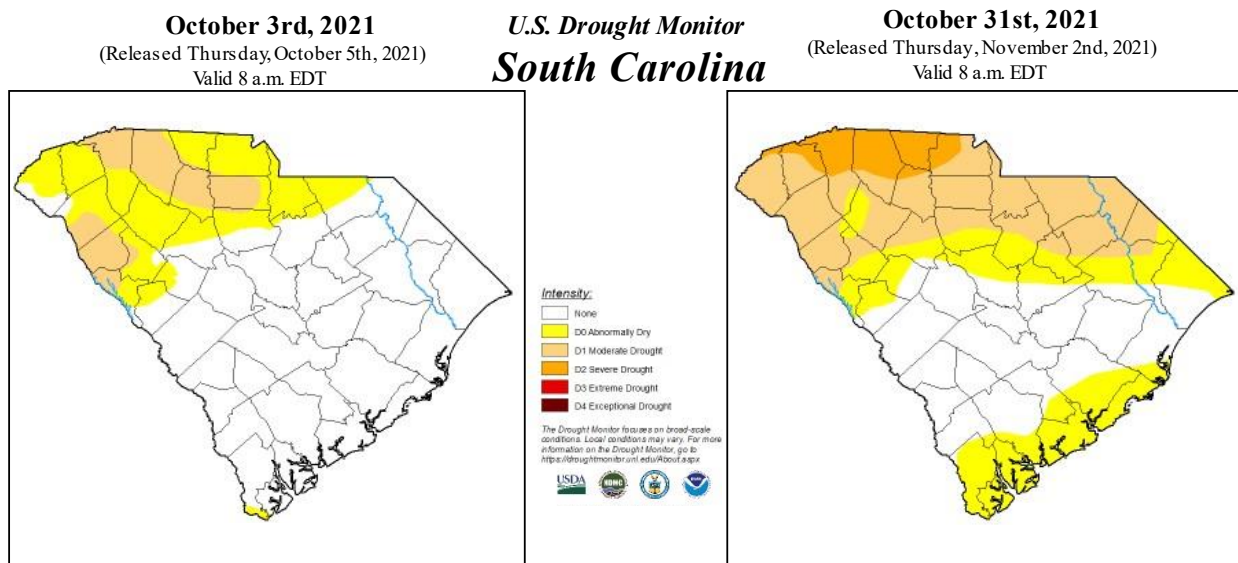 October 3rd, 2021
(Released Thursday, October 5th, 2021)
Valid 8 a.m. EDT
U.S. Drought Monitor
South Carolina
October 31st, 2021
(Released Thursday, November 2nd, 2021)
Valid 8 a.m. EDT
Intensity:
None
D0 Abnormally Dry
D1 Moderate Drought
D2 Severe Drought
D3 Extreme Drought
D4 Exceptional Drought
The Drought Monitor focuses on broad-scale
conditions. Local conditions may vary. For more
information on the Drought Monitor, go to
https://droughtmonitor.unl.edu/About.aspx
USDA
NDMC